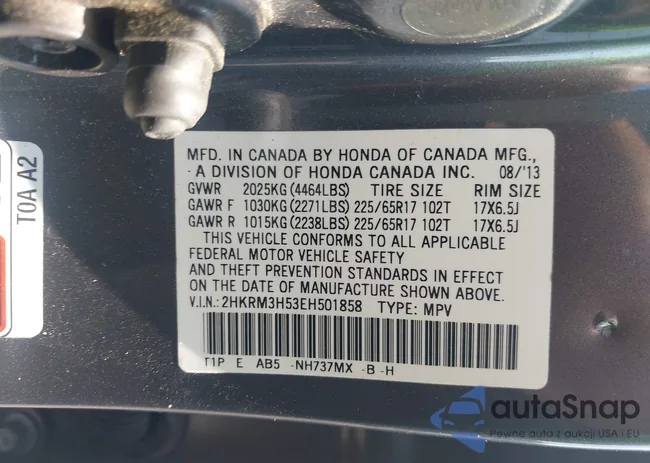 MFD. IN CANADA BY HONDA OF CANADA MFG.,
A DIVISION OF HONDA CANADA INC. 08/'13
GVWR 2025KG(4464LBS) TIRE SIZE RIM SIZE
GAWR F 1030KG(2271LBS) 225/65R17 102T 17X6.5J
GAWR R 1015KG(2238LBS) 225/65R17 102T 17X6.5J
THIS VEHICLE CONFORMS TO ALL APPLICABLE
FEDERAL MOTOR VEHICLE SAFETY
AND THEFT PREVENTION STANDARDS IN EFFECT
ON THE DATE OF MANUFACTURE SHOWN ABOVE.
V.I.N.:2HKRM3H53EH501858 TYPE: MPV
T1P E AB5 -NH737MX -B -H
T0A A2
autaSnap
Pewne auto z aukcji USA i EU